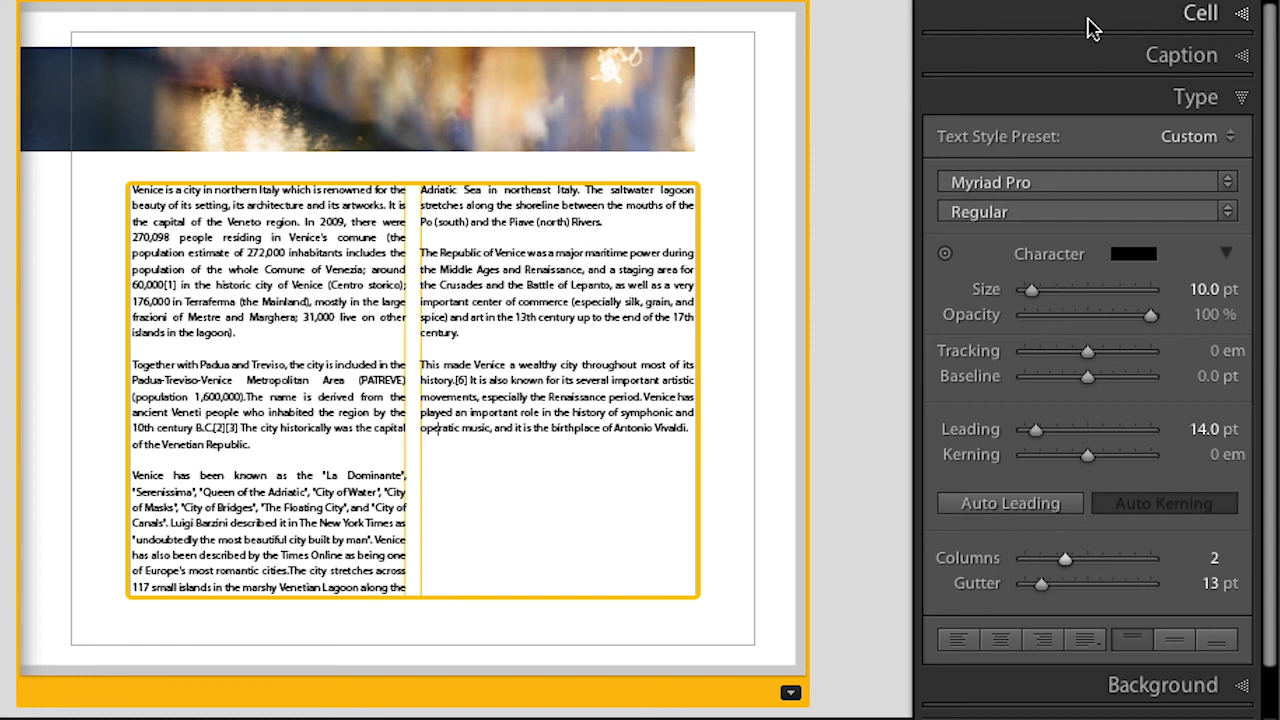 Venice is a city in northern Italy which is renowned for the
beauty of its setting, its architecture and its artworks. It is
the capital of the Veneto region. In 2009, there were
270,098 people residing in Venice's comune (the
population estimate of 272,000 inhabitants includes the
population of the whole Comune of Venezia; around
60,000[1] in the historic city of Venice (Centro storico);
176,000 in Terraferma (the Mainland), mostly in the large
frazioni of Mestre and Marghera; 31,000 live on other
islands in the lagoon).
Together with Padua and Treviso, the city is included in the
Padua-Treviso-Venice Metropolitan Area (PATREVE)
(population 1,600,000).The name is derived from the
ancient Veneti people who inhabited the region by the
10th century B.C.[2][3] The city historically was the capital
of the Venetian Republic.
Venice has been known as the "La Dominante",
"Serenissima", "Queen of the Adriatic", "City of Water", "City
of Masks", "City of Bridges", "The Floating City", and "City of
Canals". Luigi Barzini described it in The New York Times as
"undoubtedly the most beautiful city built by man". Venice
has also been described by the Times Online as being one
of Europe's most romantic cities.The city stretches across
117 small islands in the marshy Venetian Lagoon along the
Adriatic Sea in northeast Italy. The saltwater lagoon
stretches along the shoreline between the mouths of the
Po (south) and the Piave (north) Rivers.
The Republic of Venice was a major maritime power during
the Middle Ages and Renaissance, and a staging area for
the Crusades and the Battle of Lepanto, as well as a very
important center of commerce (especially silk, grain, and
spice) and art in the 13th century up to the end of the 17th
century.
This made Venice a wealthy city throughout most of its
history.[6] It is also known for its several important artistic
movements, especially the Renaissance period. Venice has
played an important role in the history of symphonic and
operatic music, and it is the birthplace of Antonio Vivaldi.
Cell
Caption
Type
Text Style Preset: Custom
Myriad Pro
Regular
Character
Size 10.0 pt
Opacity 100 %
Tracking 0 em
Baseline 0.0 pt
Leading 14.0 pt
Kerning 0 em
Auto Leading Auto Kerning
Columns 2
Gutter 13 pt
Background